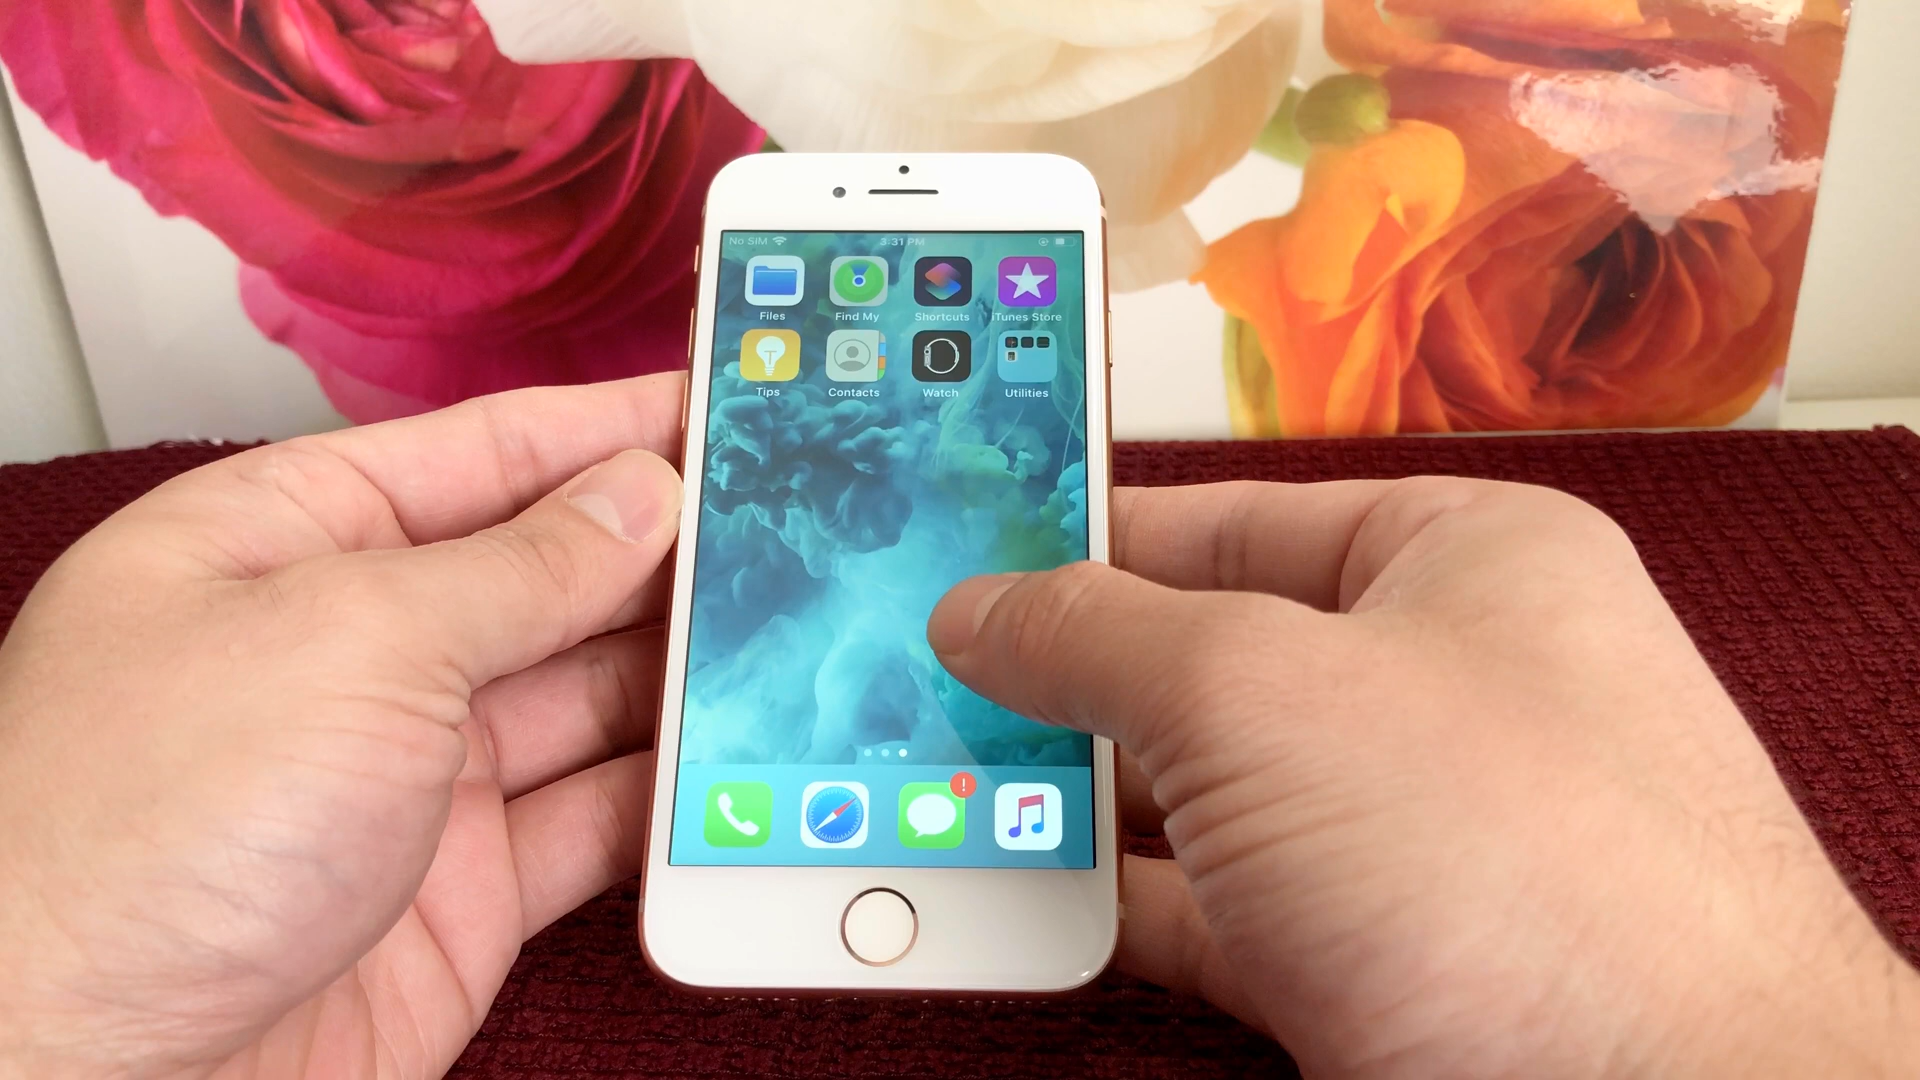 No SIM 3:31 PM
Files Find My Shortcuts iTunes Store
Tips Contacts Watch Utilities
!